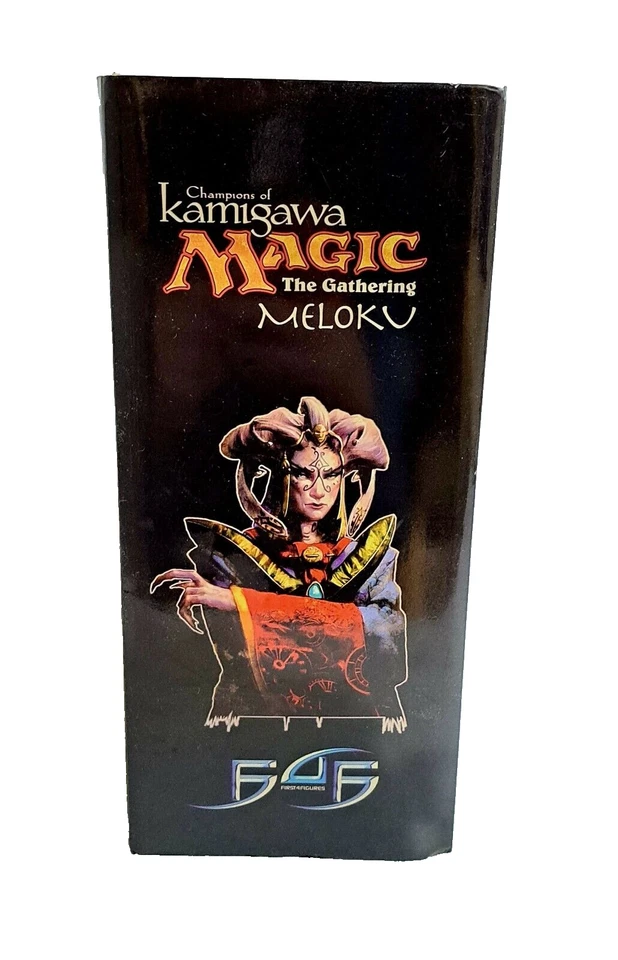 Champions of
kamigawa
MAGIC
The Gathering
MELOKU
F4F
FIRST4FIGURES